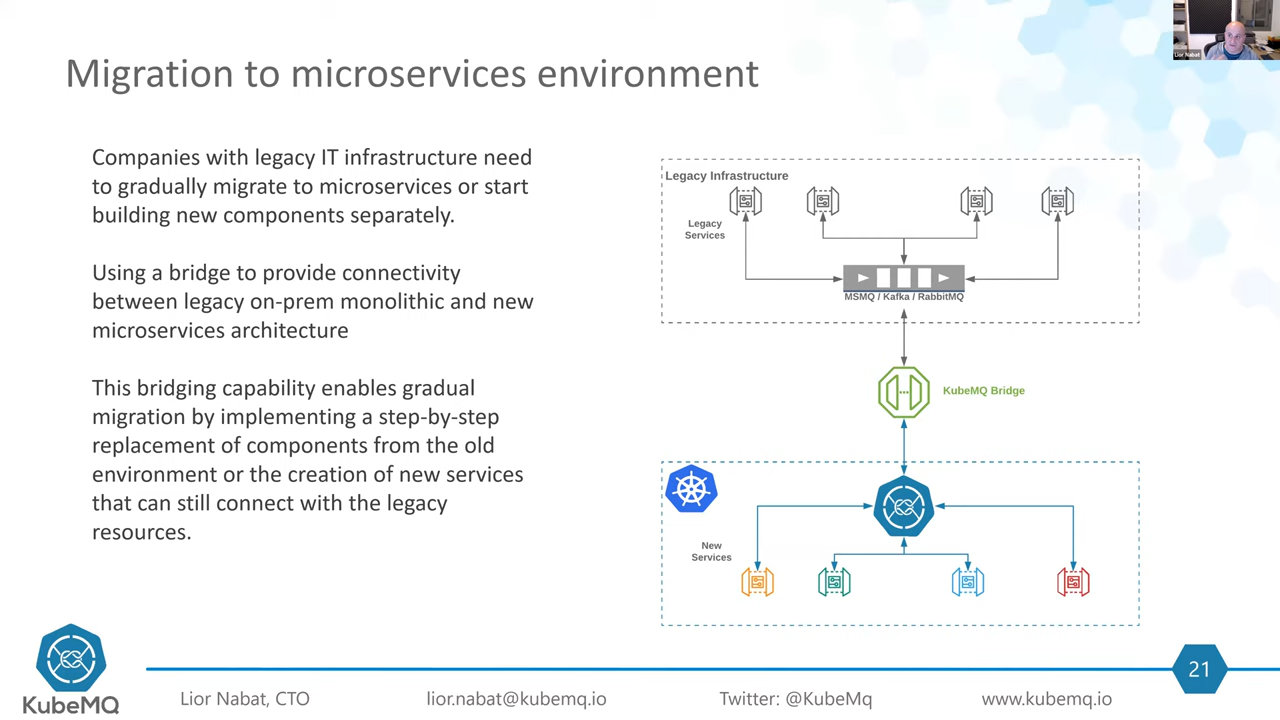 Migration to microservices environment
Lior Nabat
Companies with legacy IT infrastructure need
to gradually migrate to microservices or start
building new components separately.
Using a bridge to provide connectivity
between legacy on-prem monolithic and new
microservices architecture
This bridging capability enables gradual
migration by implementing a step-by-step
replacement of components from the old
environment or the creation of new services
that can still connect with the legacy
resources.
Legacy Infrastructure
Legacy
Services
MSMQ / Kafka / RabbitMQ
KubeMQ Bridge
New
Services
KubeMQ
Lior Nabat, CTO
lior.nabat@kubemq.io
Twitter: @KubeMq
www.kubemq.io
21